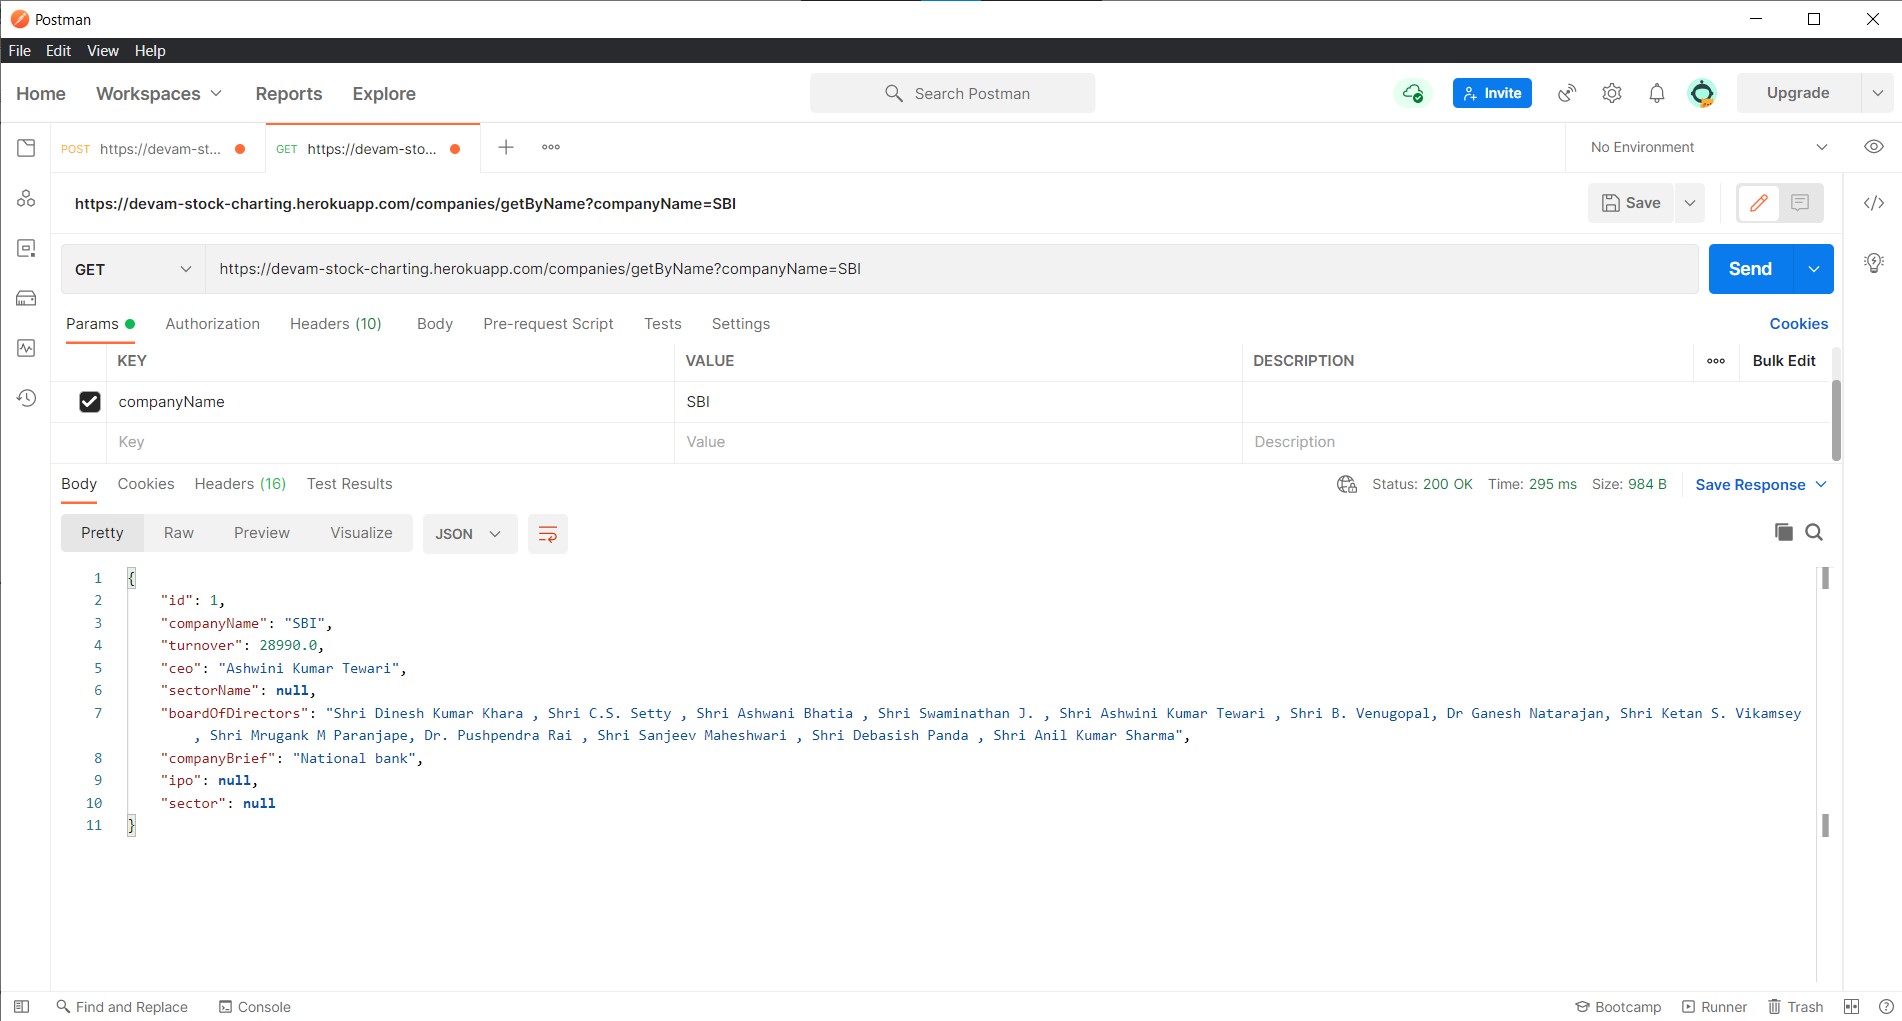 Postman
File Edit View Help
Home Workspaces Reports Explore Search Postman Invite Upgrade
POST https://devam-st... GET https://devam-sto... No Environment
https://devam-stock-charting.herokuapp.com/companies/getByName?companyName=SBI Save
GET https://devam-stock-charting.herokuapp.com/companies/getByName?companyName=SBI Send
Params Authorization Headers (10) Body Pre-request Script Tests Settings Cookies
KEY VALUE DESCRIPTION Bulk Edit
companyName SBI
Key Value Description
Body Cookies Headers (16) Test Results Status: 200 OK Time: 295 ms Size: 984 B Save Response
Pretty Raw Preview Visualize JSON
1 {
2 "id": 1,
3 "companyName": "SBI",
4 "turnover": 28990.0,
5 "ceo": "Ashwini Kumar Tewari",
6 "sectorName": null,
7 "boardOfDirectors": "Shri Dinesh Kumar Khara , Shri C.S. Setty , Shri Ashwani Bhatia , Shri Swaminathan J. , Shri Ashwini Kumar Tewari , Shri B. Venugopal, Dr Ganesh Natarajan, Shri Ketan S. Vikamsey
, Shri Mrugank M Paranjape, Dr. Pushpendra Rai , Shri Sanjeev Maheshwari , Shri Debasish Panda , Shri Anil Kumar Sharma",
8 "companyBrief": "National bank",
9 "ipo": null,
10 "sector": null
11 }
Find and Replace Console Bootcamp Runner Trash